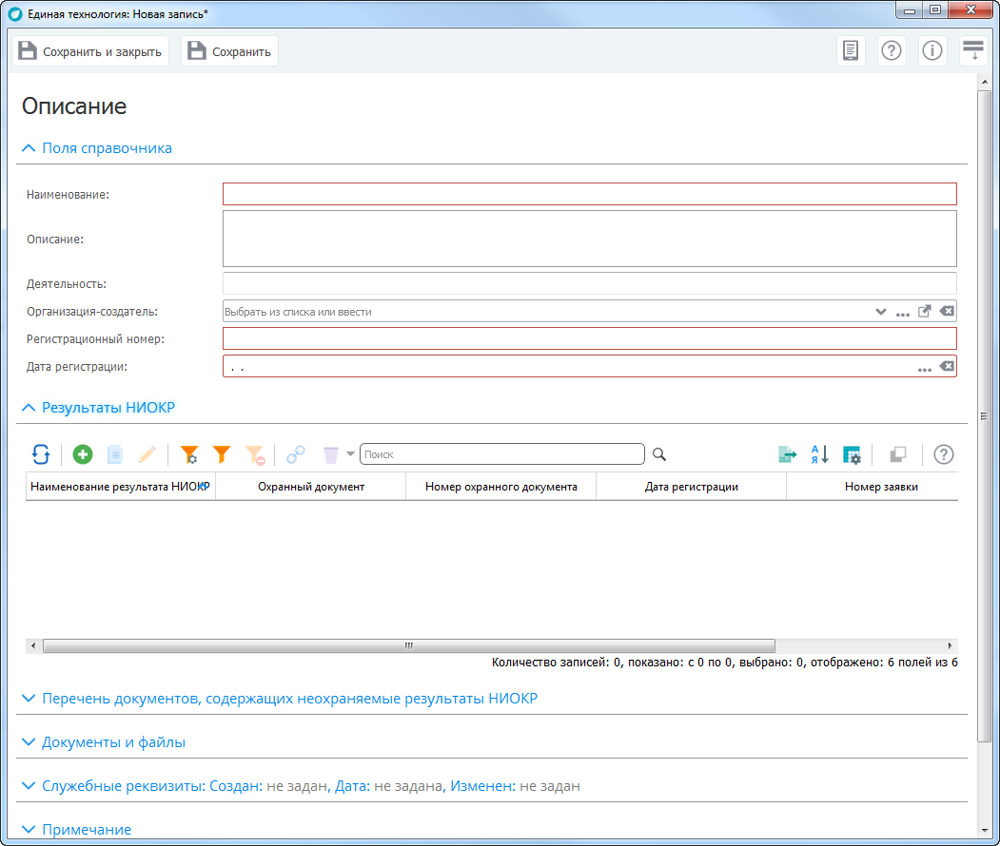 Единая технология: Новая запись*
Сохранить и закрыть
Сохранить
Описание
Поля справочника
Наименование:
Описание:
Деятельность:
Организация-создатель: Выбрать из списка или ввести
Регистрационный номер:
Дата регистрации: . .
Результаты НИОКР
Поиск
Наименование результата НИОКР Охранный документ Номер охранного документа Дата регистрации Номер заявки
Количество записей: 0, показано: с 0 по 0, выбрано: 0, отображено: 6 полей из 6
Перечень документов, содержащих неохраняемые результаты НИОКР
Документы и файлы
Служебные реквизиты: Создан: не задан, Дата: не задана, Изменен: не задан
Примечание